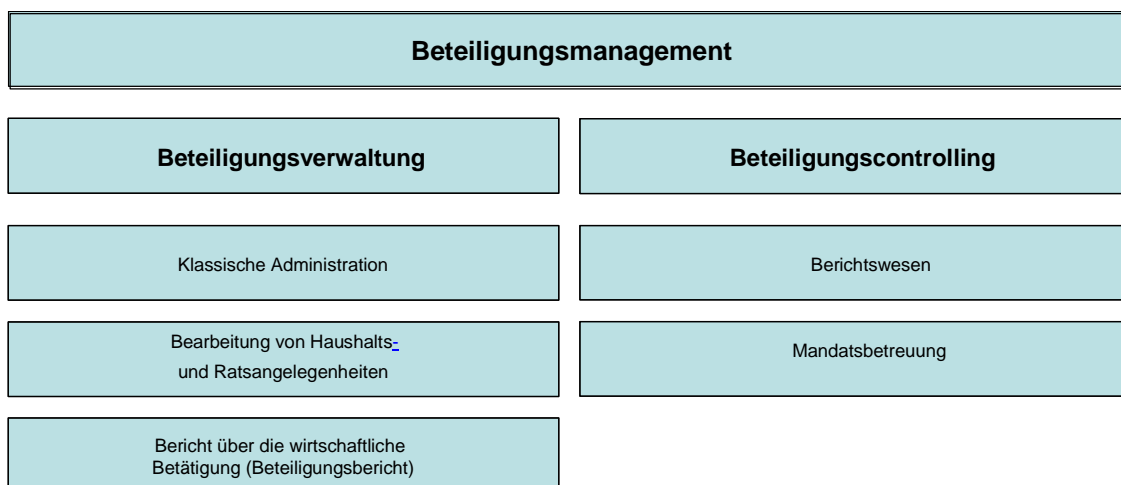 Beteiligungsmanagement
Beteiligungsverwaltung
Beteiligungscontrolling
Klassische Administration
Berichtswesen
Bearbeitung von Haushalts-
und Ratsangelegenheiten
Mandatsbetreuung
Bericht über die wirtschaftliche
Betätigung (Beteiligungsbericht)